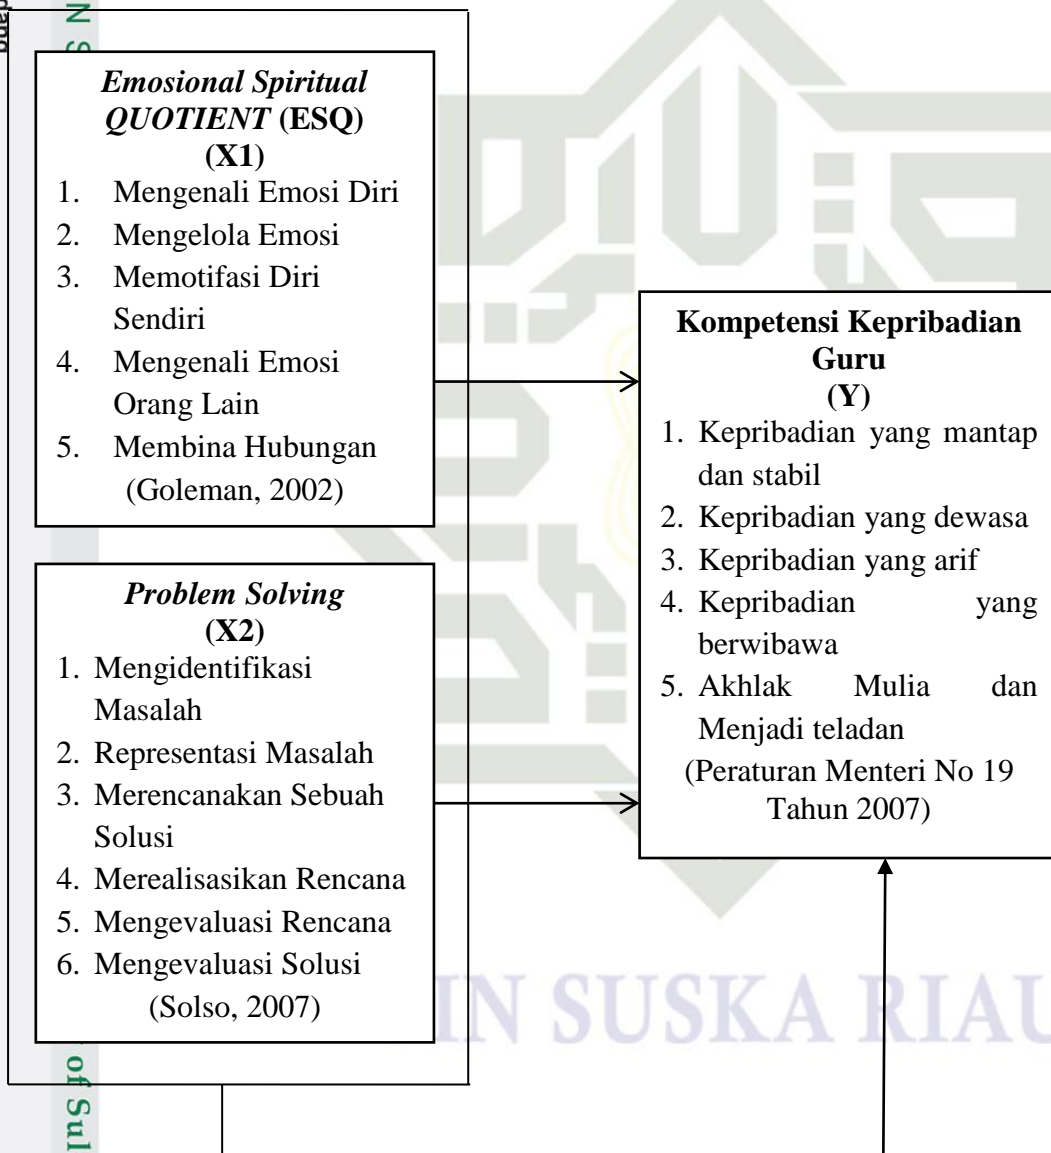 Emosional Spiritual
QUOTIENT (ESQ)
(X1)
1. Mengenali Emosi Diri
2. Mengelola Emosi
3. Memotifasi Diri
Sendiri
4. Mengenali Emosi
Orang Lain
5. Membina Hubungan
(Goleman, 2002)
Problem Solving
(X2)
1. Mengidentifikasi
Masalah
2. Representasi Masalah
3. Merencanakan Sebuah
Solusi
4. Merealisasikan Rencana
5. Mengevaluasi Rencana
6. Mengevaluasi Solusi
(Solso, 2007)
Kompetensi Kepribadian
Guru
(Y)
1. Kepribadian yang mantap
dan stabil
2. Kepribadian yang dewasa
3. Kepribadian yang arif
4. Kepribadian yang
berwibawa
5. Akhlak Mulia dan
Menjadi teladan
(Peraturan Menteri No 19
Tahun 2007)
IN SUSKA RIAU
of Sul